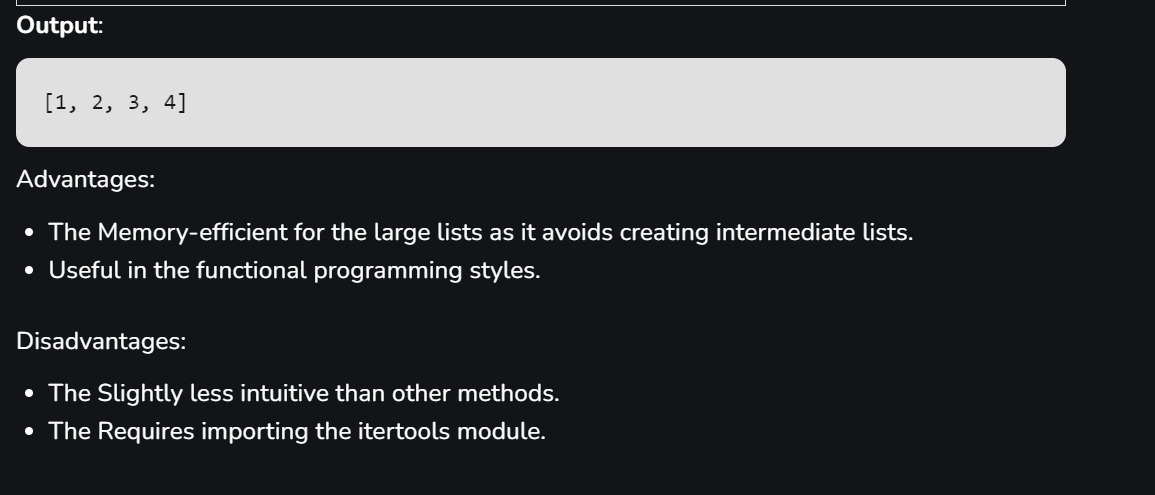 Output:
[1, 2, 3, 4]
Advantages:
• The Memory-efficient for the large lists as it avoids creating intermediate lists.
• Useful in the functional programming styles.
Disadvantages:
• The Slightly less intuitive than other methods.
• The Requires importing the itertools module.